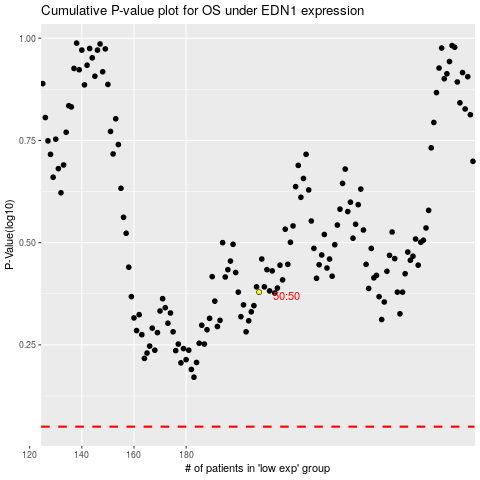 Cumulative P-value plot for OS under EDN1 expression
P-Value(log10)
1.00
0.75
0.50
0.25
50:50
120 140 160 180
# of patients in 'low exp' group